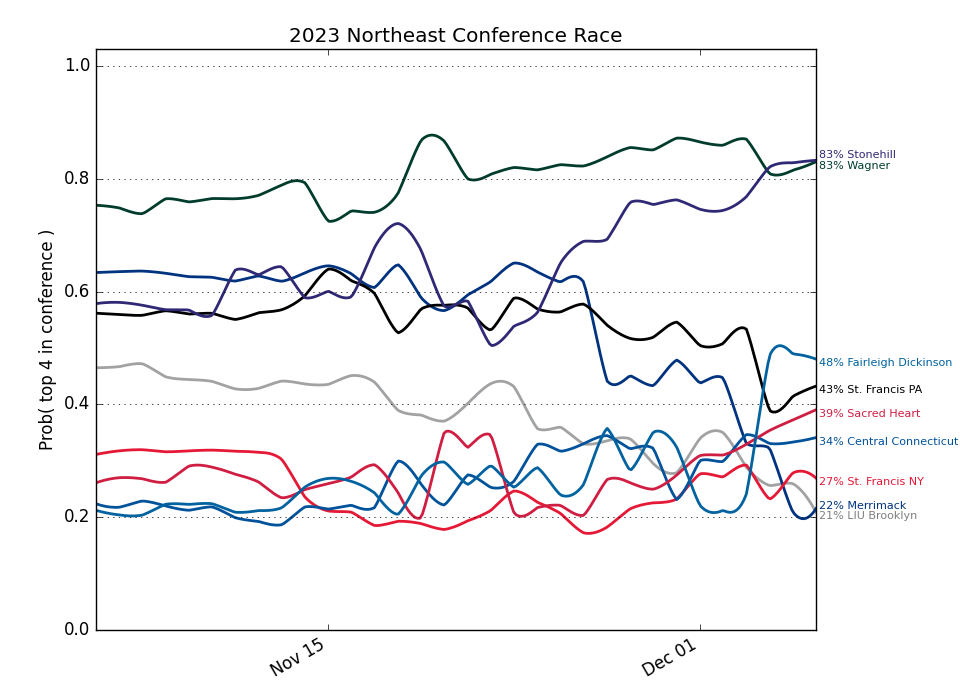 2023 Northeast Conference Race
Prob( top 4 in conference )
1.0
0.8
0.6
0.4
0.2
0.0
Nov 15
Dec 01
83% Stonehill
83% Wagner
48% Fairleigh Dickinson
43% St. Francis PA
39% Sacred Heart
34% Central Connecticut
27% St. Francis NY
22% Merrimack
21% LIU Brooklyn